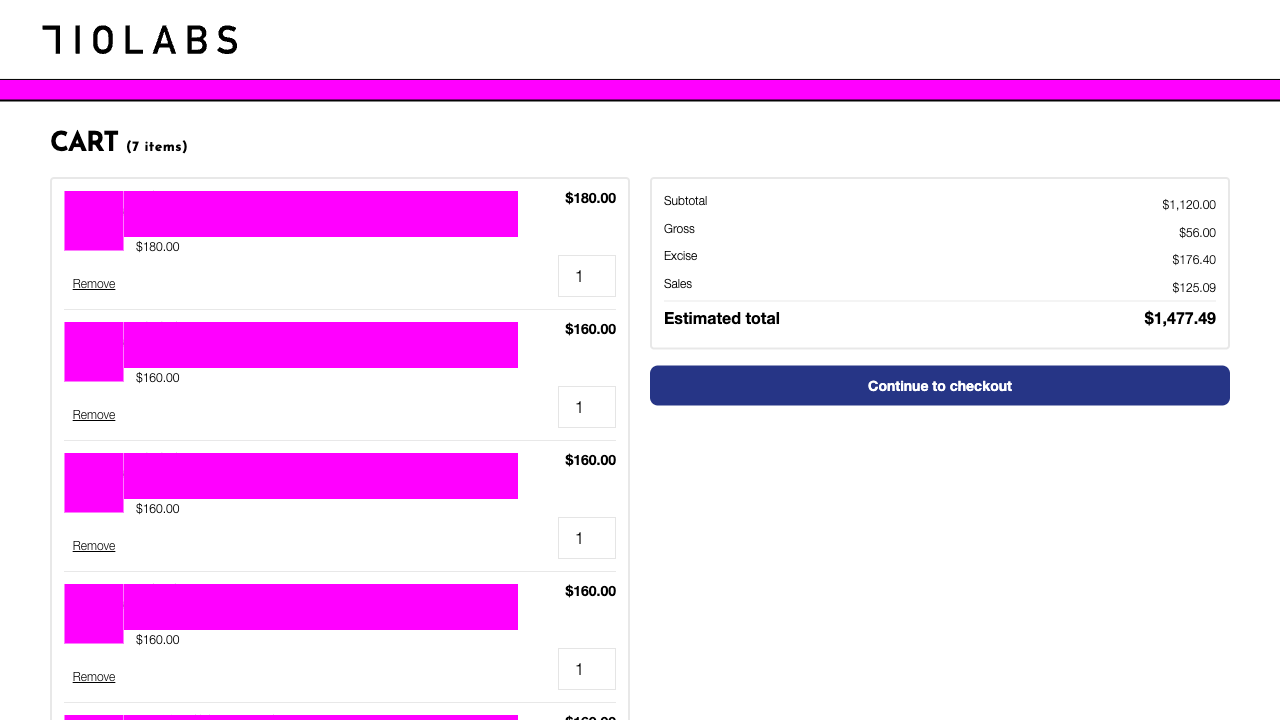 710LABS
CART (7 items)
$180.00
$180.00
1
Remove
$160.00
$160.00
1
Remove
$160.00
$160.00
1
Remove
$160.00
$160.00
1
Remove
$160.00
Subtotal $1,120.00
Gross $56.00
Excise $176.40
Sales $125.09
Estimated total $1,477.49
Continue to checkout